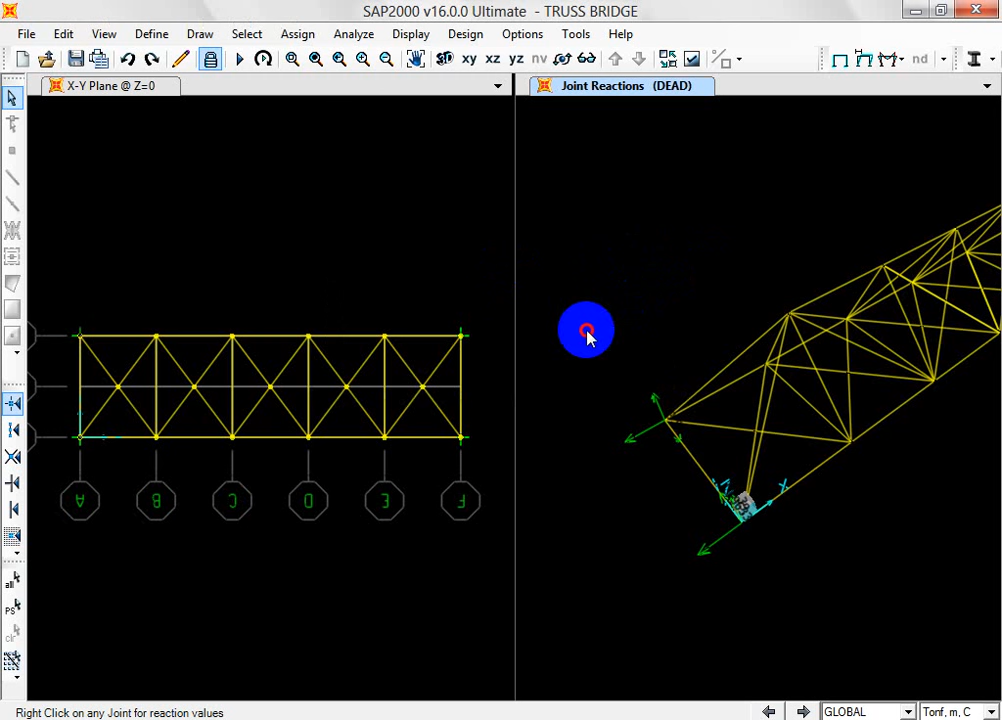 SAP2000 v16.0.0 Ultimate - TRUSS BRIDGE
File Edit View Define Draw Select Assign Analyze Display Design Options Tools Help
3D xy xz yz nv nd
X-Y Plane @ Z=0
Joint Reactions (DEAD)
all
PS
clr
X
A B C D E F
Right Click on any Joint for reaction values
GLOBAL
Tonf, m, C